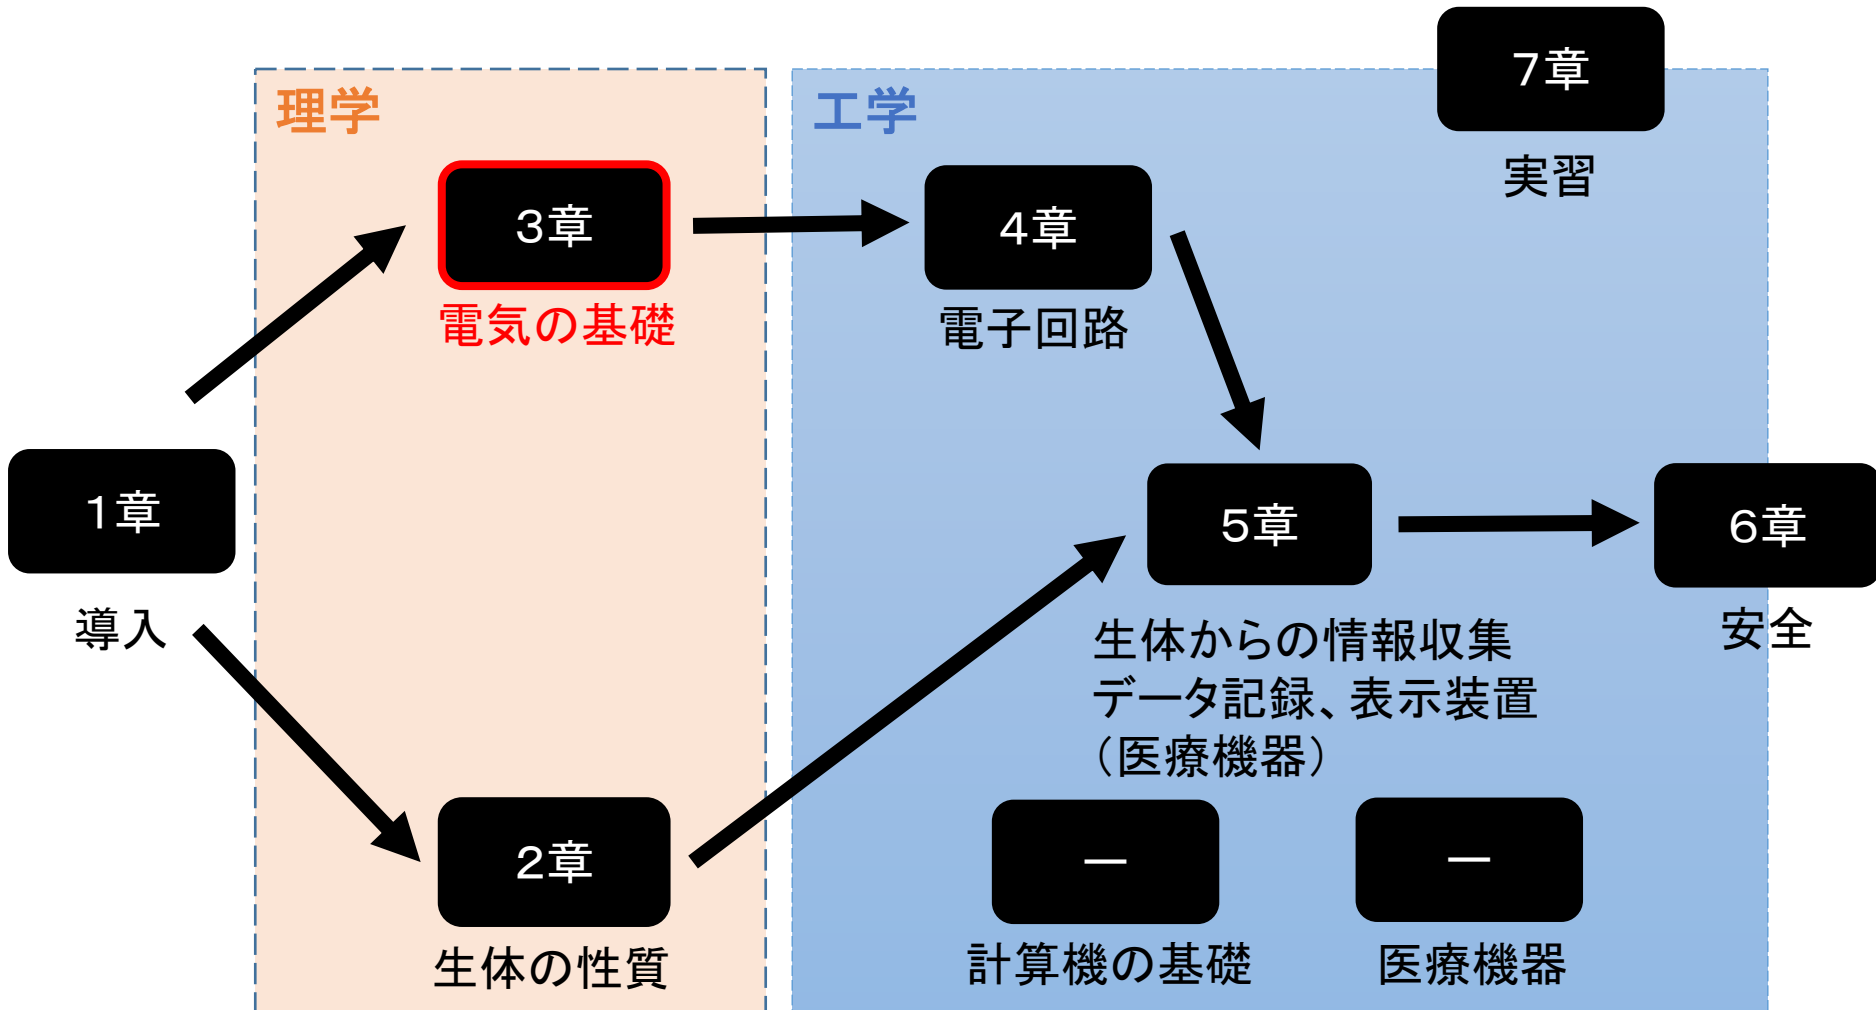 7章
実習
理学
工学
3章
電気の基礎
4章
電子回路
1章
導入
5章
生体からの情報収集
データ記録、表示装置
（医療機器）
6章
安全
2章
生体の性質
—
計算機の基礎
—
医療機器